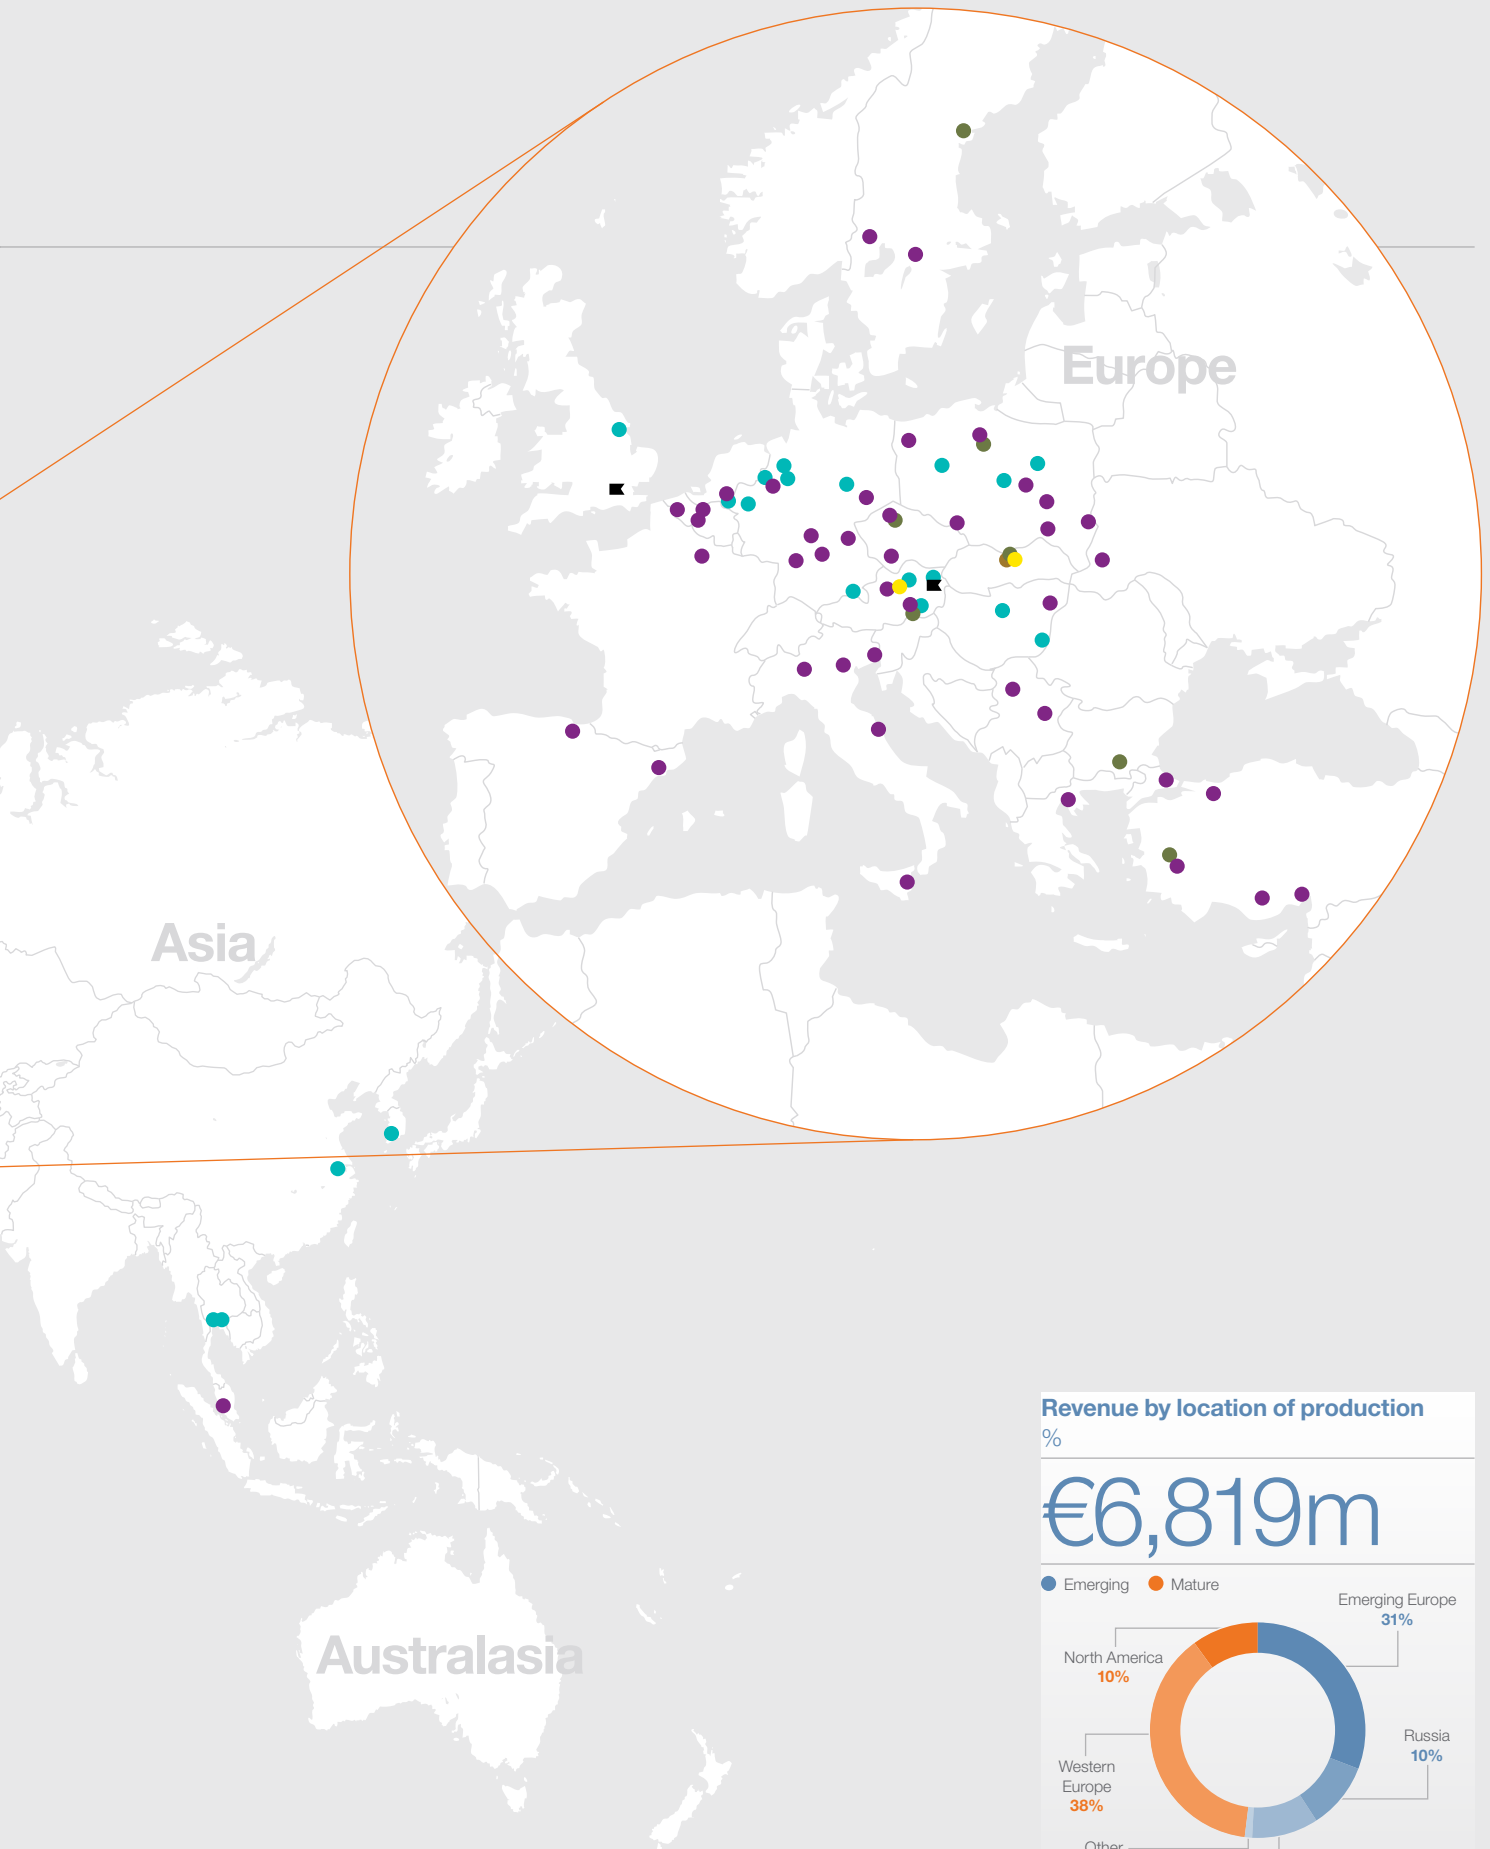 Europe
Asia
Australasia
Revenue by location of production
%
€6,819m
Emerging
Mature
Emerging Europe
31%
North America
10%
Russia
10%
Western
Europe
38%
Other